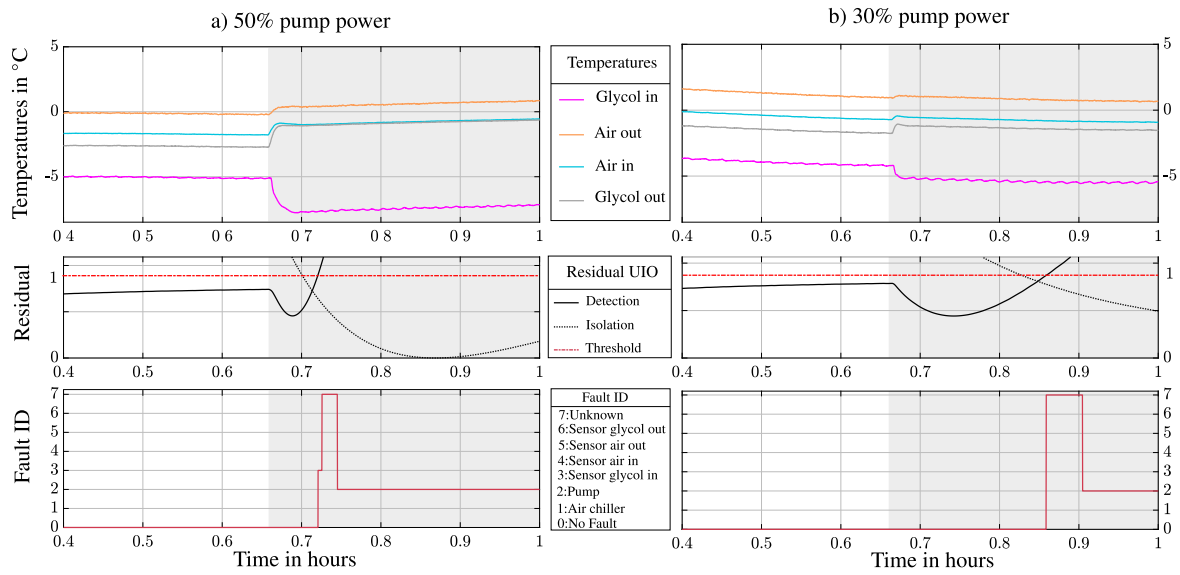 a) 50% pump power
b) 30% pump power
Temperatures in °C
5
0
-5
0 4
0 5
0 6
0.7
0.8
0.9
1
Temperatures
Glycol in
Air out
Air in
Glycol out
5
0
-5
0.4
0.5
0.6
0.7
0.8
0.9
1
Residual
1
0
0.4
0.5
0.6
0.7
0.8
0.9
1
Residual UIO
Detection
Isolation
Threshold
1
0
0.4
0.5
0.6
0.7
0.8
0.9
1
Fault ID
7
6
5
4
3
2
1
0
0.4
0.5
0.6
0.7
0.8
0.9
1
Time in hours
Fault ID
7:Unknown
6:Sensor glycol out
5:Sensor air out
4:Sensor air in
3:Sensor glycol in
2:Pump
1:Air chiller
0:No Fault
7
6
5
4
3
2
1
0
0.4
0.5
0.6
0.7
0.8
0.9
1
Time in hours